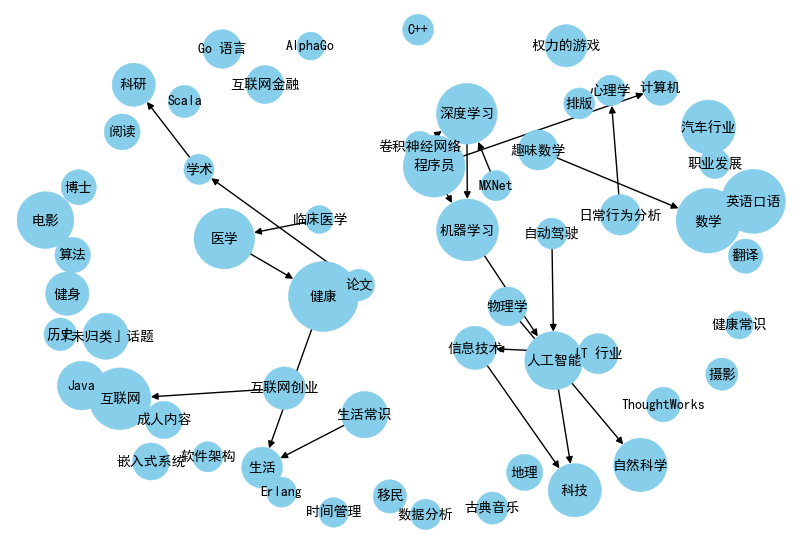 C++
权力的游戏
Go 语言
AlphaGo
科研
互联网金融
心理学
计算机
Scala
排版
深度学习
汽车行业
阅读
卷积神经网络
趣味数学
程序员
职业发展
学术
MXNet
博士
英语口语
电影
临床医学
日常行为分析
数学
医学
机器学习
自动驾驶
算法
翻译
健身
健康
论文
物理学
历史
未归类」话题
健康常识
信息技术
人工智能
IT 行业
摄影
Java
互联网
互联网创业
ThoughtWorks
成人内容
生活常识
嵌入式系统
软件架构
生活
自然科学
地理
科技
Erlang
移民
时间管理
数据分析
古典音乐